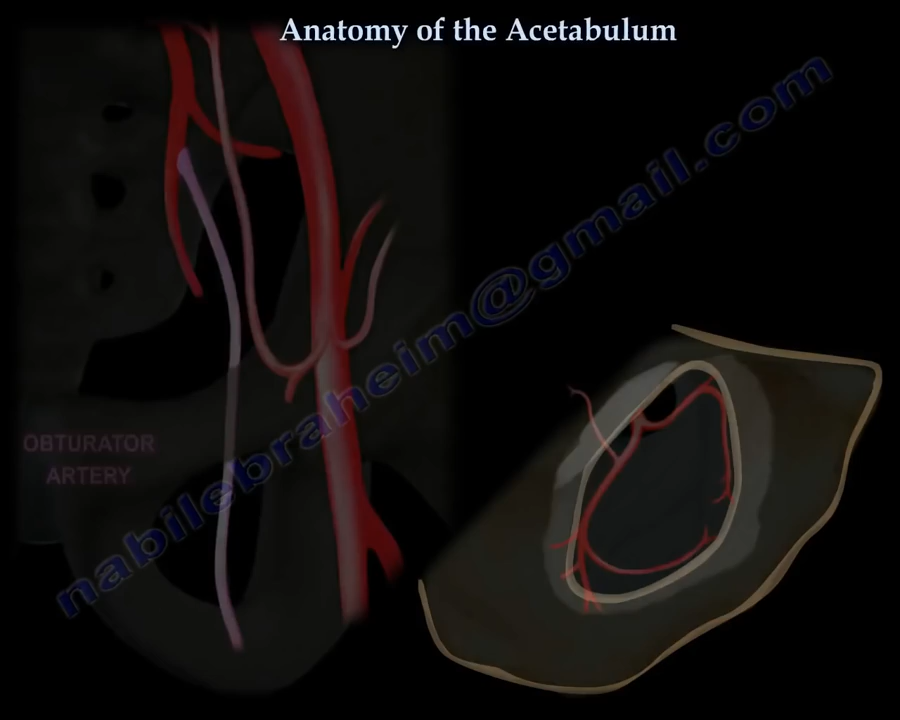 Anatomy of the Acetabulum
nabilebraheim@gmail.com
OBTURATOR
ARTERY